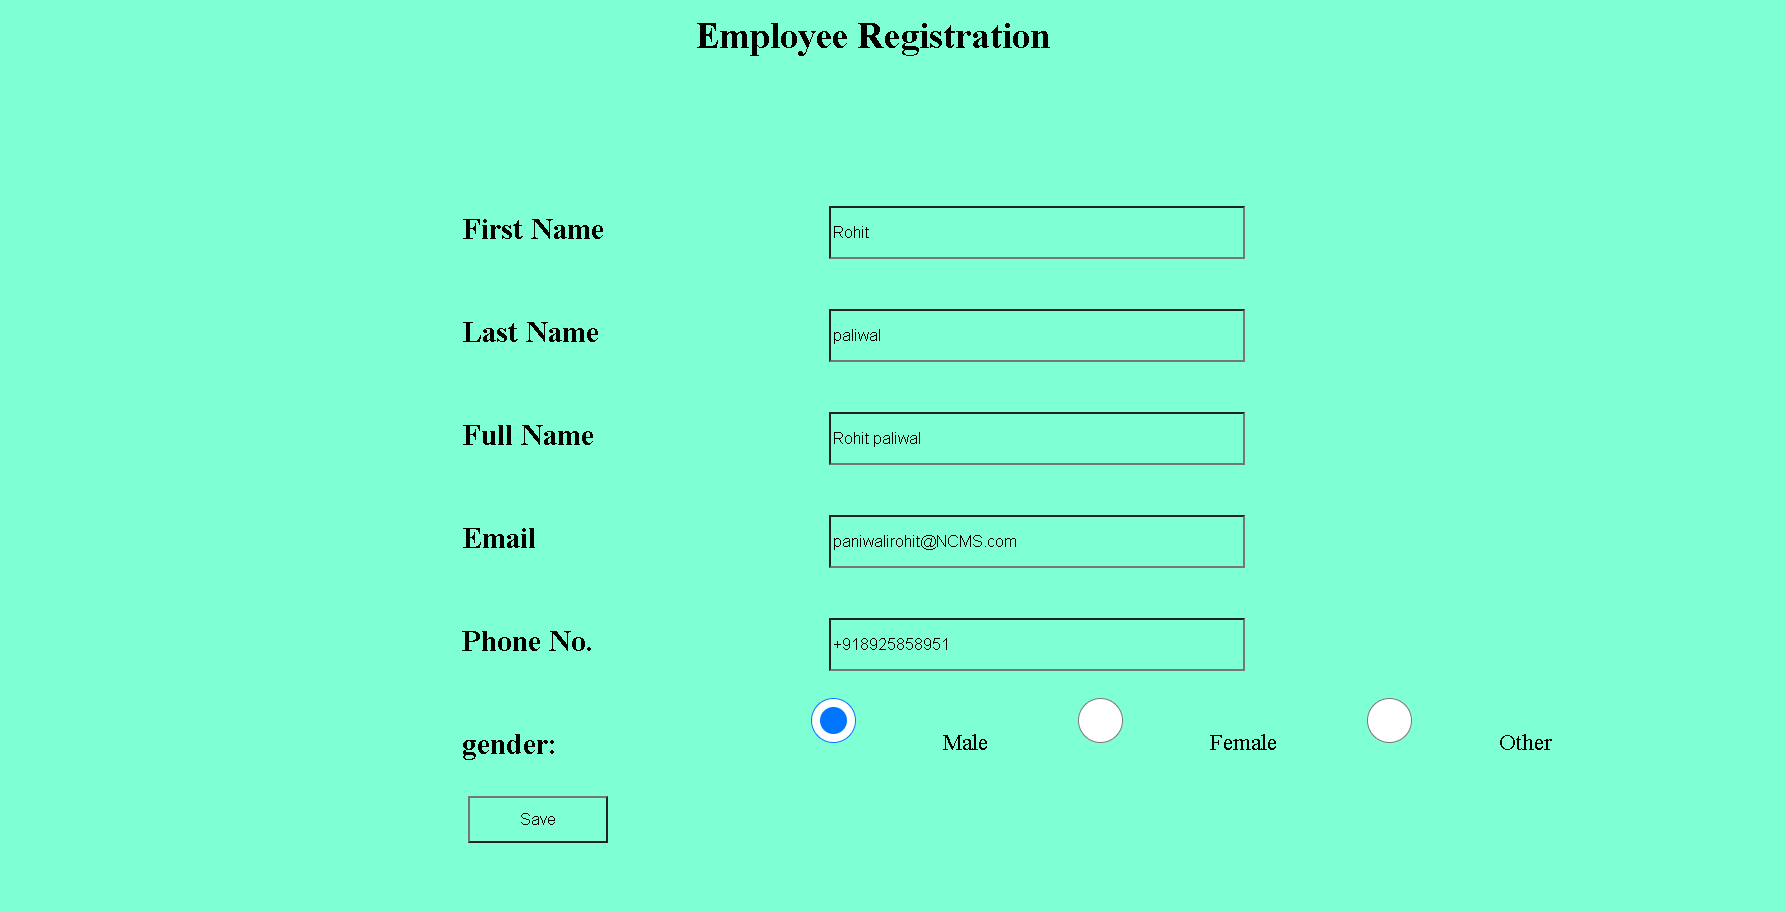 Employee Registration
First Name Rohit
Last Name paliwal
Full Name Rohit paliwal
Email paniwalirohit@NCMS.com
Phone No. +918925858951
gender: Male Female Other
Save